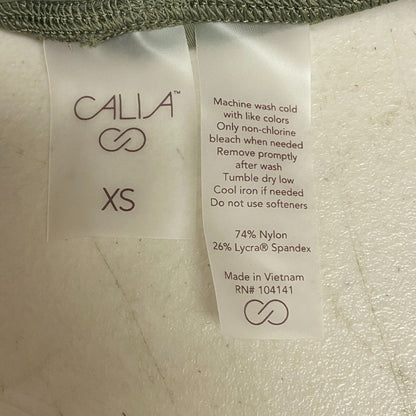 CALIA™
XS
Machine wash cold
with like colors
Only non-chlorine
bleach when needed
Remove promptly
after wash
Tumble dry low
Cool iron if needed
Do not use softeners
74% Nylon
26% Lycra® Spandex
Made in Vietnam
RN# 104141